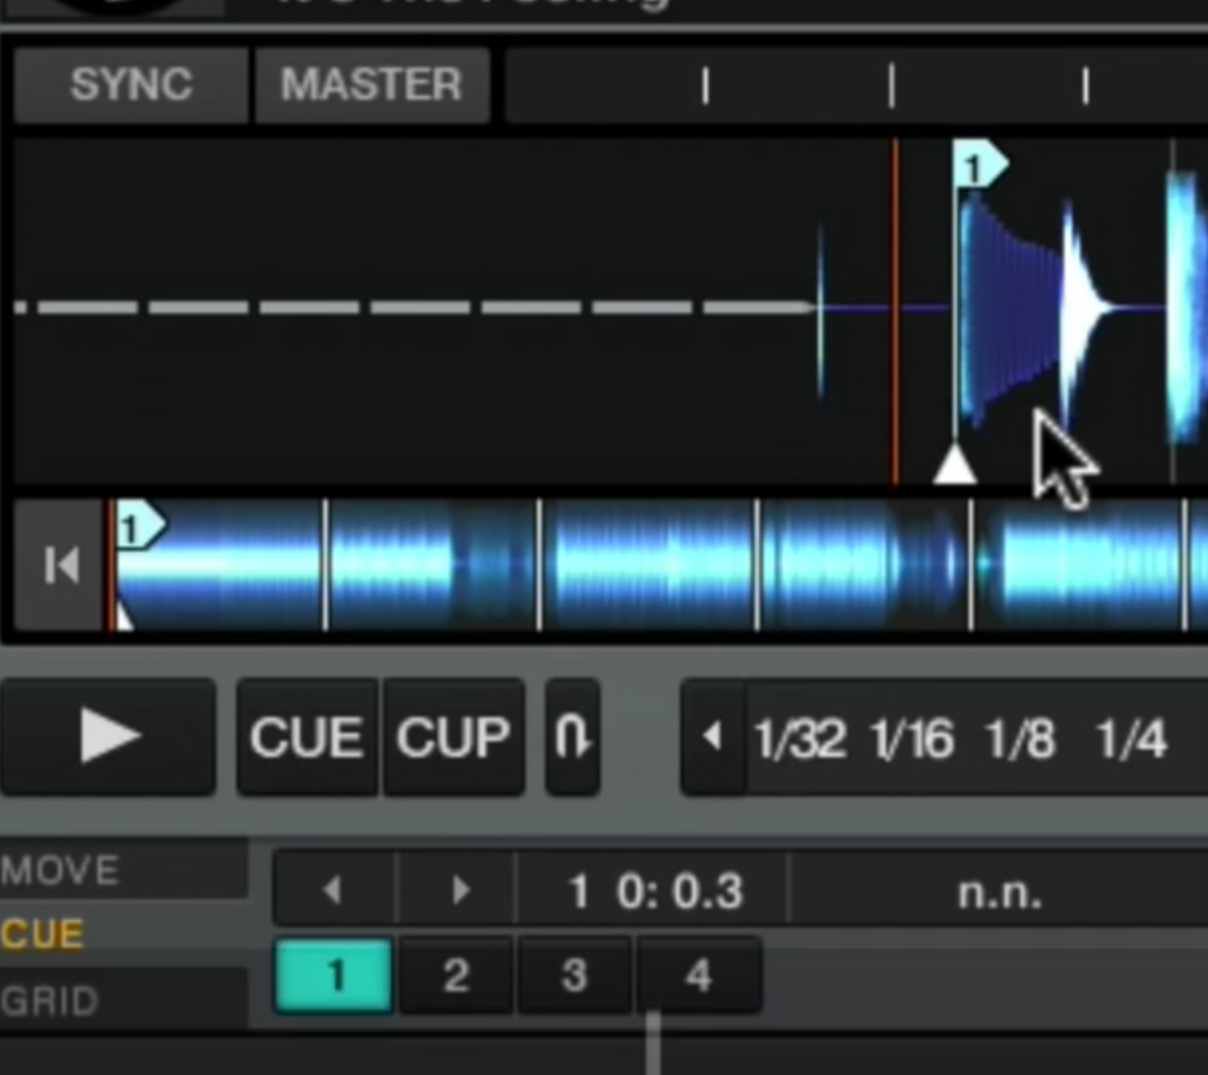 SYNC MASTER
1
1
CUE CUP 1/32 1/16 1/8 1/4
MOVE
1 0: 0.3 n.n.
CUE
1 2 3 4
GRID